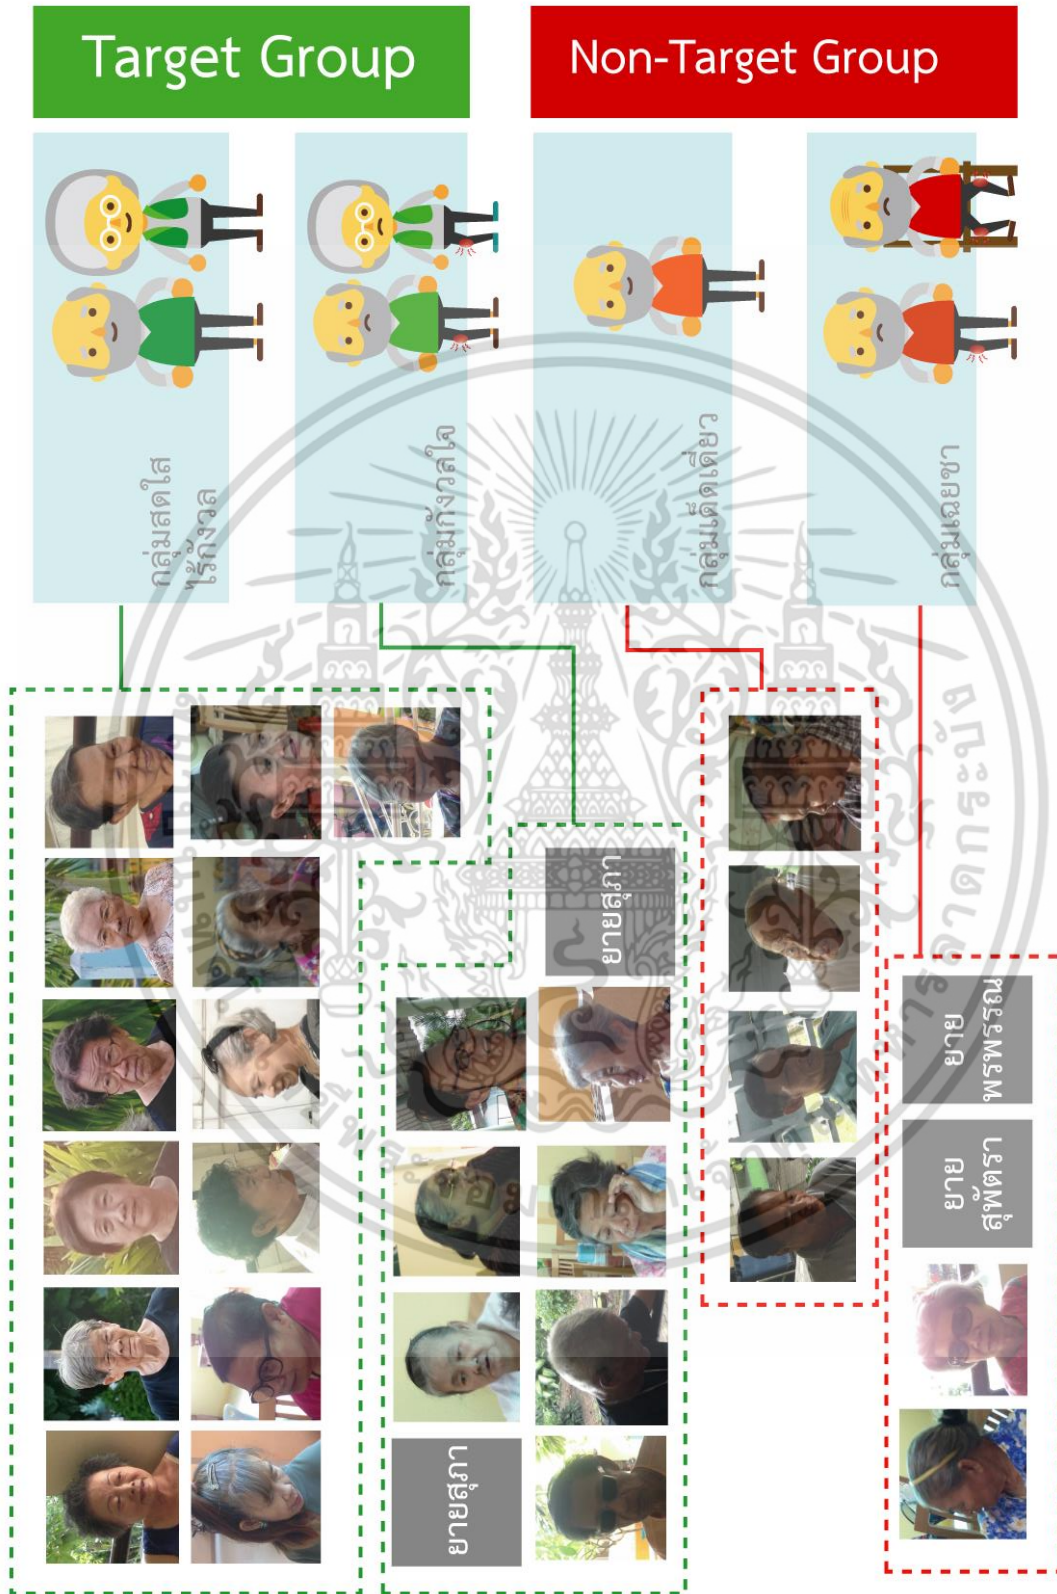 Target Group
Non-Target Group
กลุ่มสดใส
ไร้กังวล
กลุ่มกังวลใจ
กลุ่มเด็ดเดี่ยว
กลุ่มเฉยชา
ยายสุภา
ยายสุภา
ยาย
พรพรรณ
ยาย
สุพัตรา